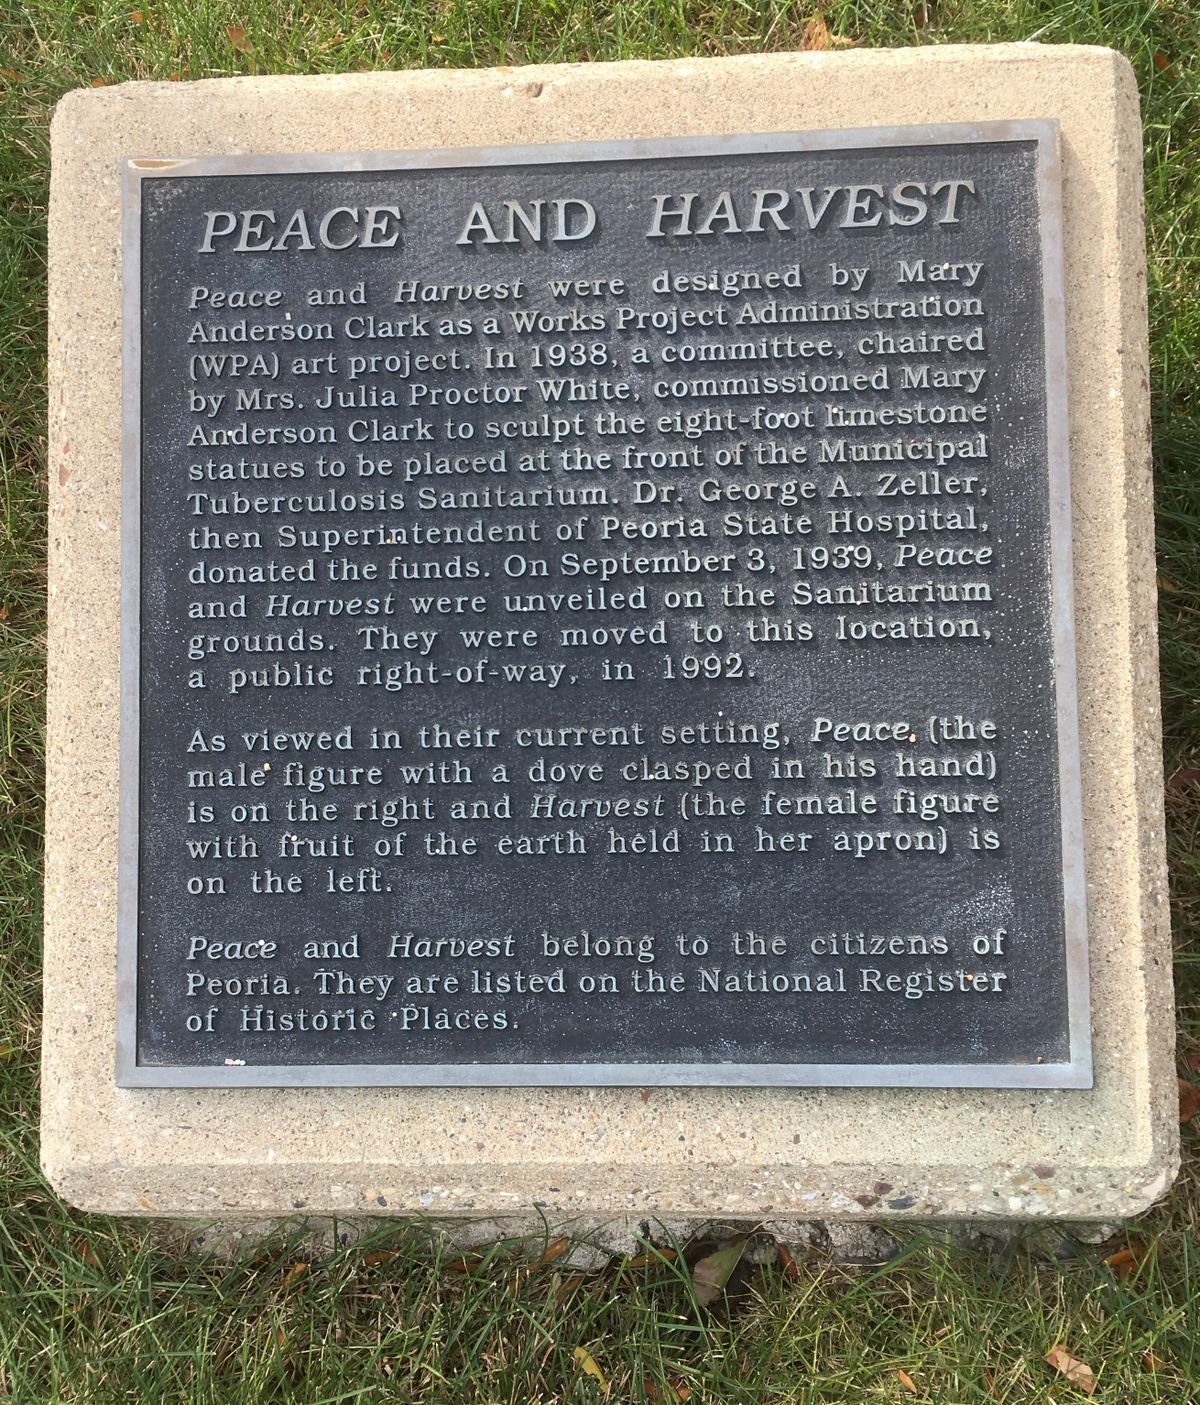 PEACE AND HARVEST
Peace and Harvest were designed by Mary
Anderson Clark as a Works Project Administration
(WPA) art project. In 1938, a committee, chaired
by Mrs. Julia Proctor White, commissioned Mary
Anderson Clark to sculpt the eight-foot limestone
statues to be placed at the front of the Municipal
Tuberculosis Sanitarium. Dr. George A. Zeller,
then Superintendent of Peoria State Hospital,
donated the funds. On September 3, 1939, Peace
and Harvest were unveiled on the Sanitarium
grounds. They were moved to this location,
a public right-of-way, in 1992.
As viewed in their current setting, Peace (the
male figure with a dove clasped in his hand)
is on the right and Harvest (the female figure
with fruit of the earth held in her apron) is
on the left.
Peace and Harvest belong to the citizens of
Peoria. They are listed on the National Register
of Historic Places.